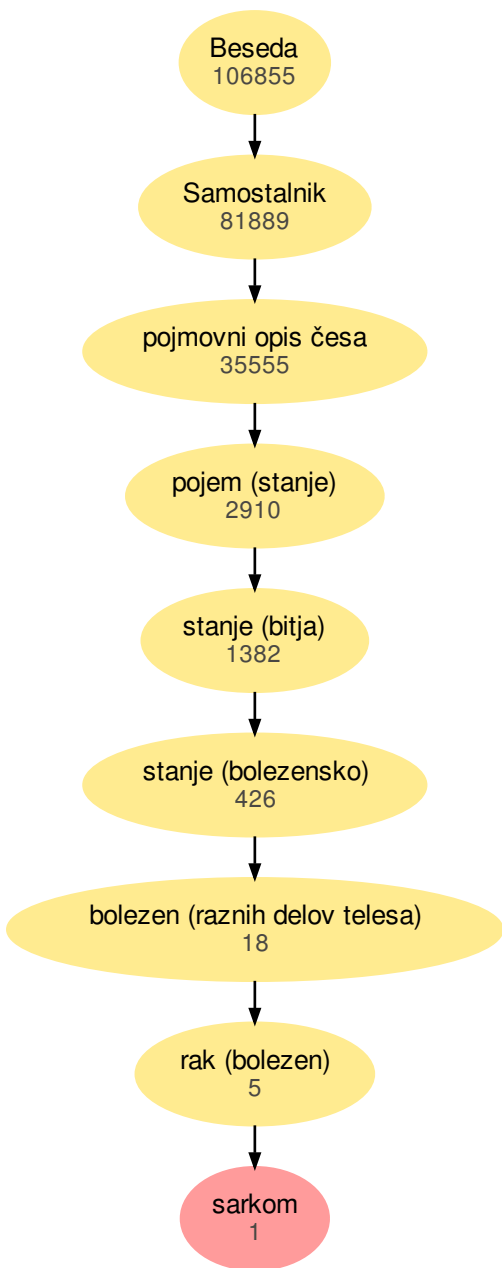 Beseda
106855
Samostalnik
81889
pojmovni opis česa
35555
pojem (stanje)
2910
stanje (bitja)
1382
stanje (bolezensko)
426
bolezen (raznih delov telesa)
18
rak (bolezen)
5
sarkom
1